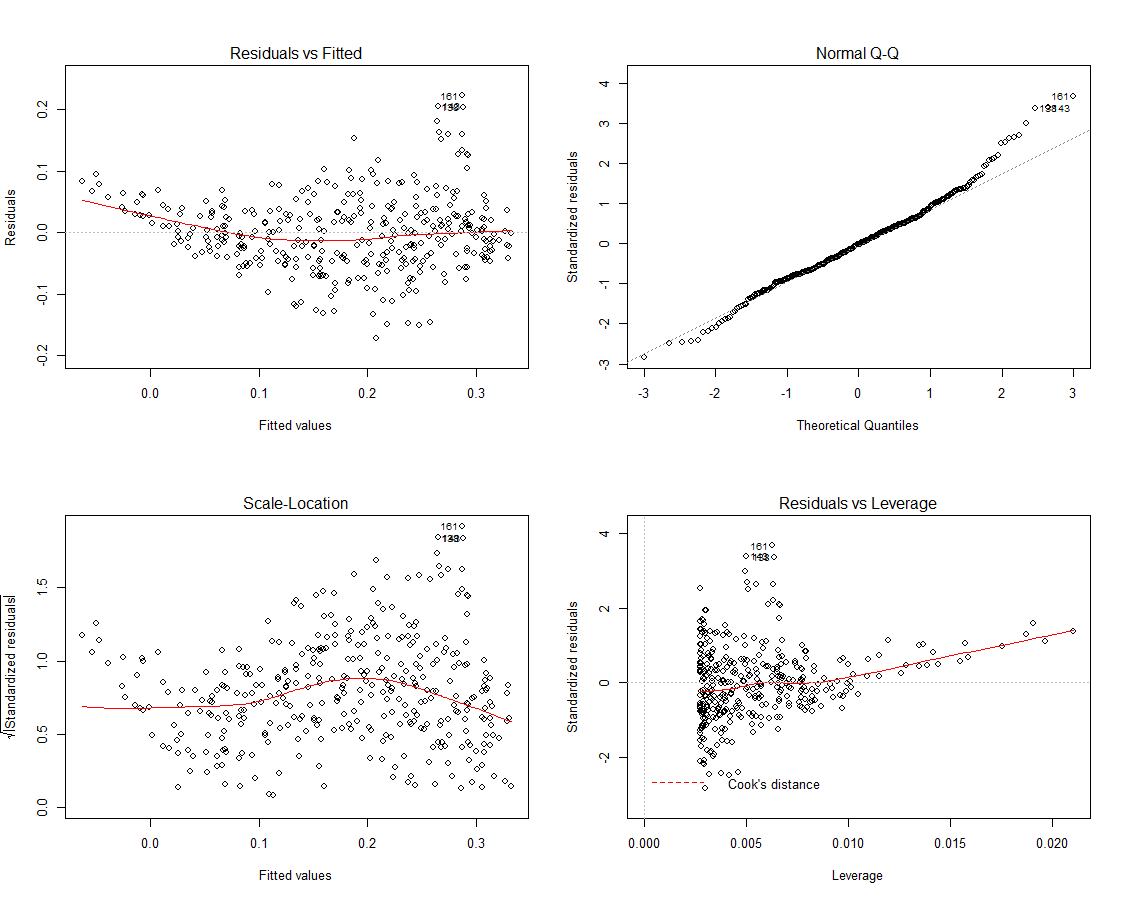 Residuals vs Fitted
Residuals
0.2
0.1
0.0
-0.1
-0.2
161
0.0 0.1 0.2 0.3
Fitted values
Normal Q-Q
Standardized residuals
4
3
2
1
0
-1
-2
-3
161
-3 -2 -1 0 1 2 3
Theoretical Quantiles
Scale-Location
√|Standardized residuals|
1.5
1.0
0.5
0.0
161
0.0 0.1 0.2 0.3
Fitted values
Residuals vs Leverage
Standardized residuals
4
2
0
-2
161
Cook's distance
0.000 0.005 0.010 0.015 0.020
Leverage